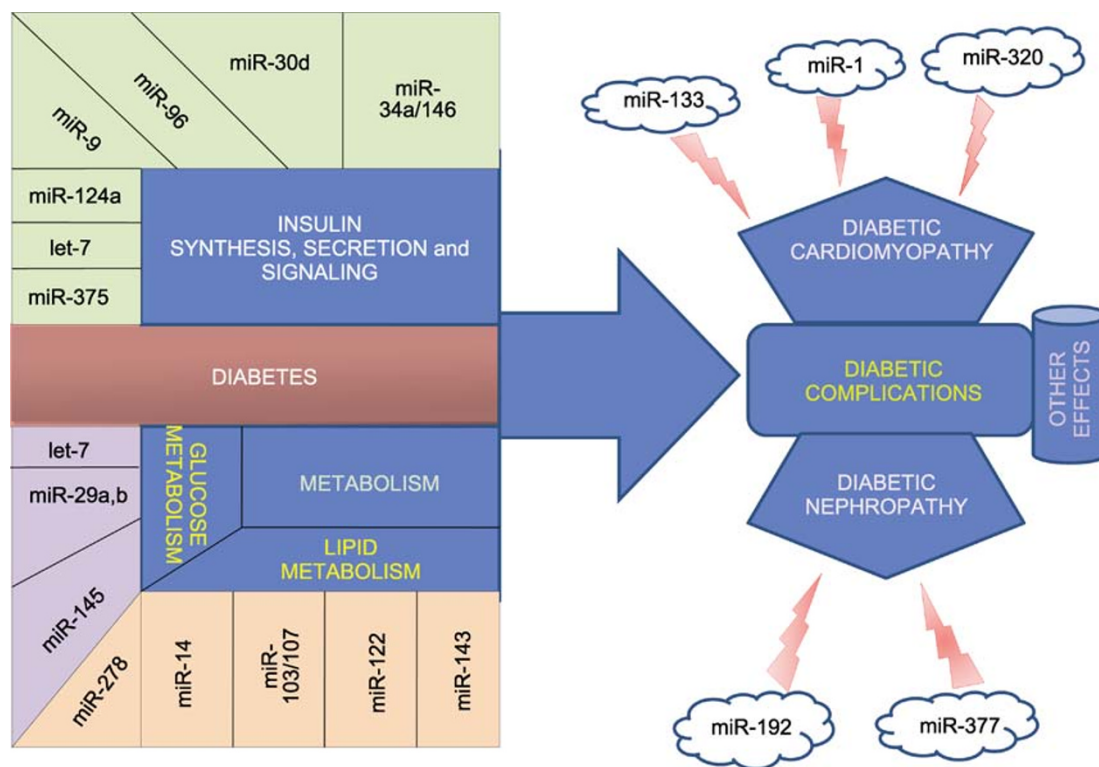 miR-9
miR-96
miR-30d
miR-
34a/146
miR-124a
let-7
miR-375
INSULIN
SYNTHESIS, SECRETION and
SIGNALING
DIABETES
let-7
miR-29a,b
miR-145
miR-278
GLUCOSE
METABOLISM
METABOLISM
LIPID
METABOLISM
miR-14
miR-
103/107
miR-122
miR-143
miR-133
miR-1
miR-320
DIABETIC
CARDIOMYOPATHY
DIABETIC
COMPLICATIONS
OTHER
EFFECTS
DIABETIC
NEPHROPATHY
miR-192
miR-377